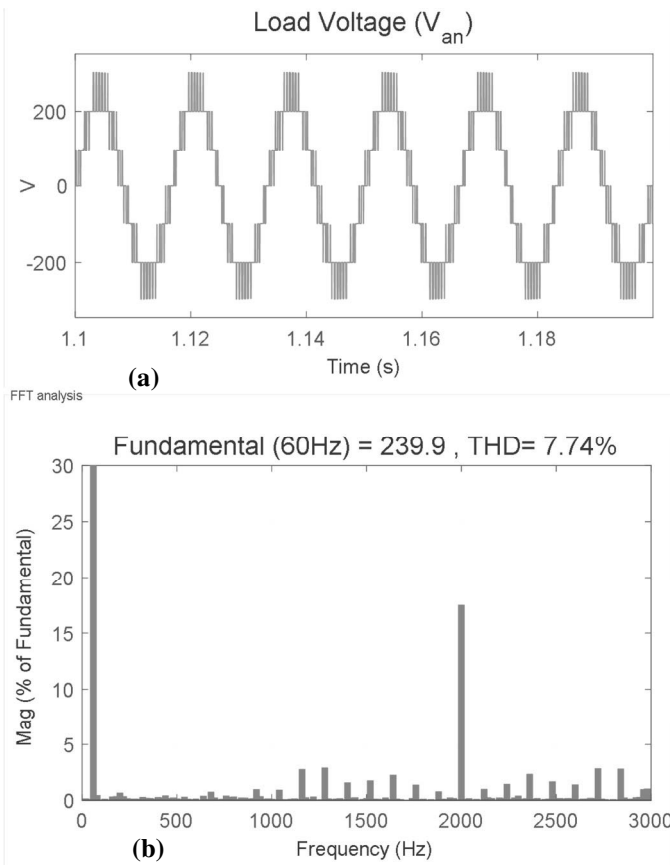 Load Voltage (Van)
200
0
-200
V
1.1 1.12 1.14 1.16 1.18
Time (s)
(a)
FFT analysis
Fundamental (60Hz) = 239.9 , THD= 7.74%
30
25
20
15
10
5
0
Mag (% of Fundamental)
0 500 1000 1500 2000 2500 3000
Frequency (Hz)
(b)